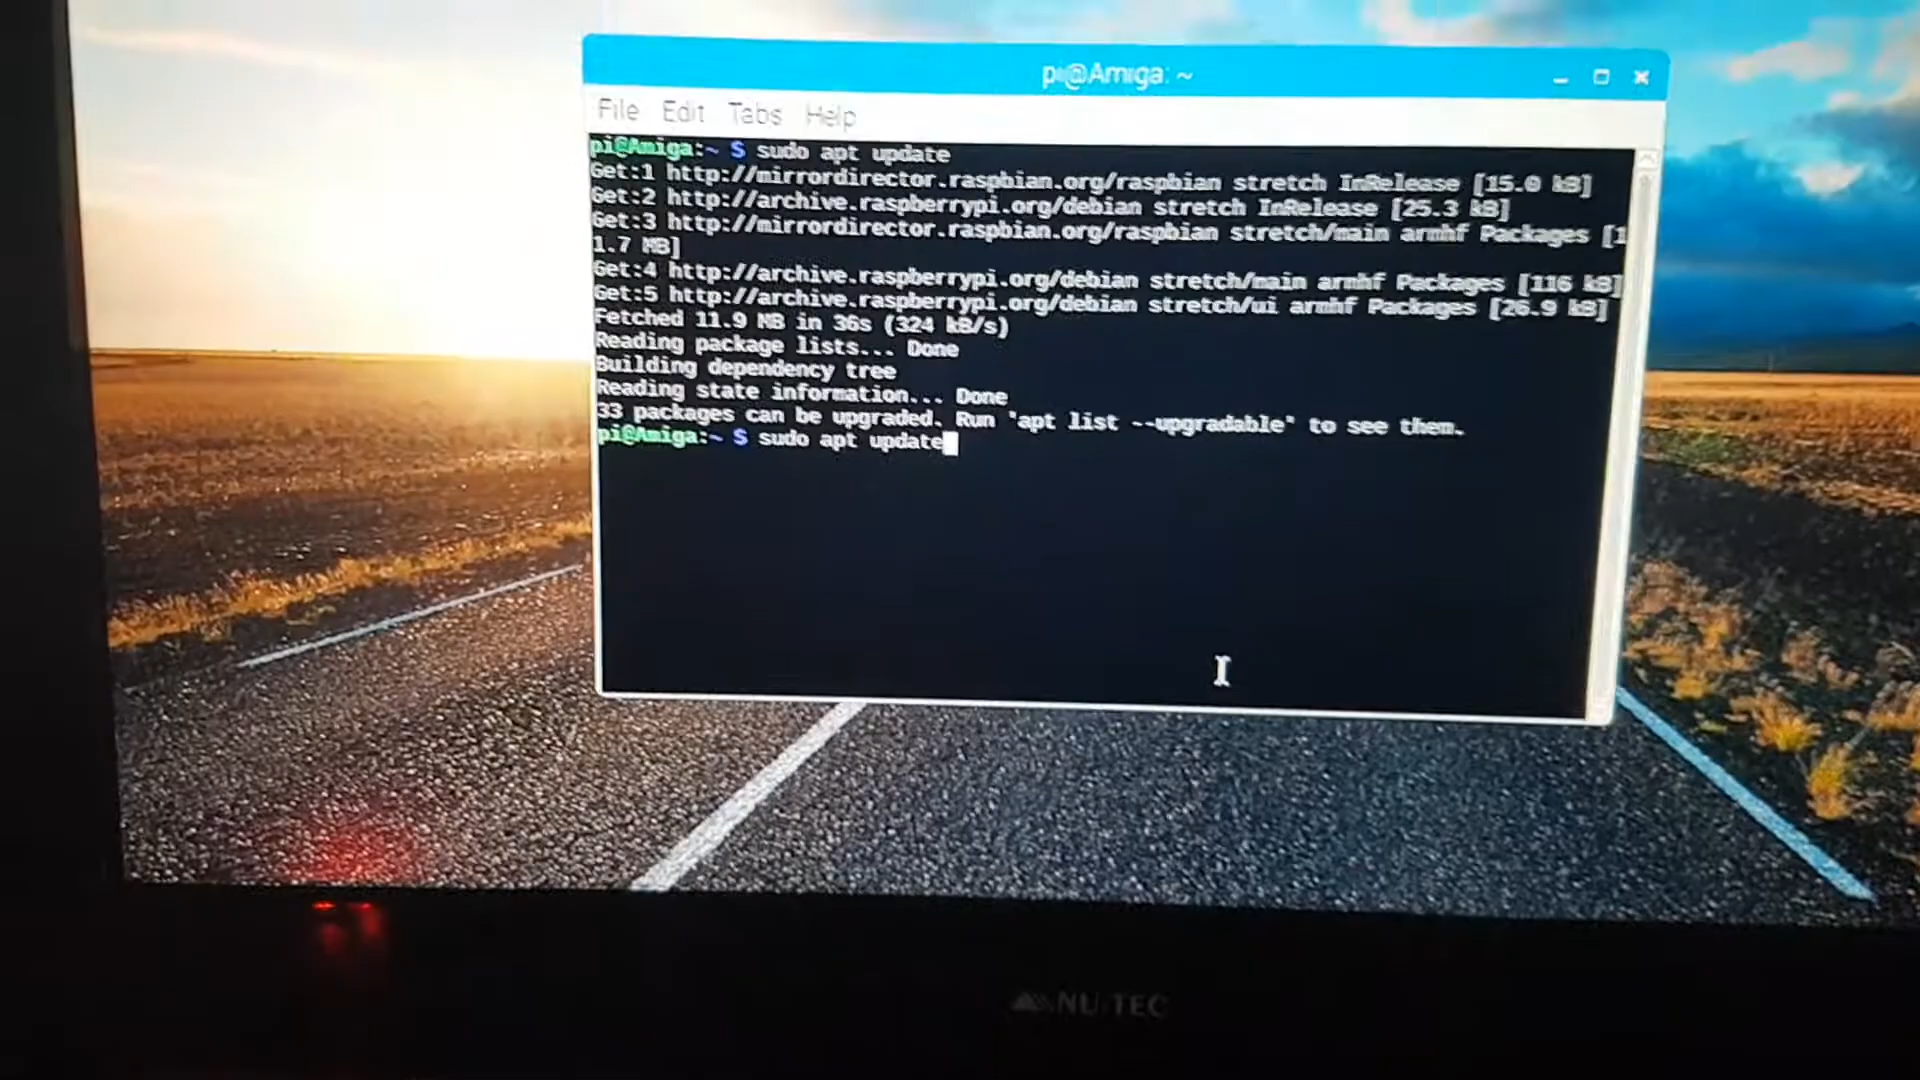 pi@Amiga: ~
File Edit Tabs Help
pi@Amiga:~ $ sudo apt update
Get:1 http://mirrordirector.raspbian.org/raspbian stretch InRelease [15.0 kB]
Get:2 http://archive.raspberrypi.org/debian stretch InRelease [25.3 kB]
Get:3 http://mirrordirector.raspbian.org/raspbian stretch/main armhf Packages [1
1.7 MB]
Get:4 http://archive.raspberrypi.org/debian stretch/main armhf Packages [116 kB]
Get:5 http://archive.raspberrypi.org/debian stretch/ui armhf Packages [26.9 kB]
Fetched 11.9 MB in 36s (324 kB/s)
Reading package lists... Done
Building dependency tree
Reading state information... Done
33 packages can be upgraded. Run 'apt list --upgradable' to see them.
pi@Amiga:~ $ sudo apt update
NU-TEC